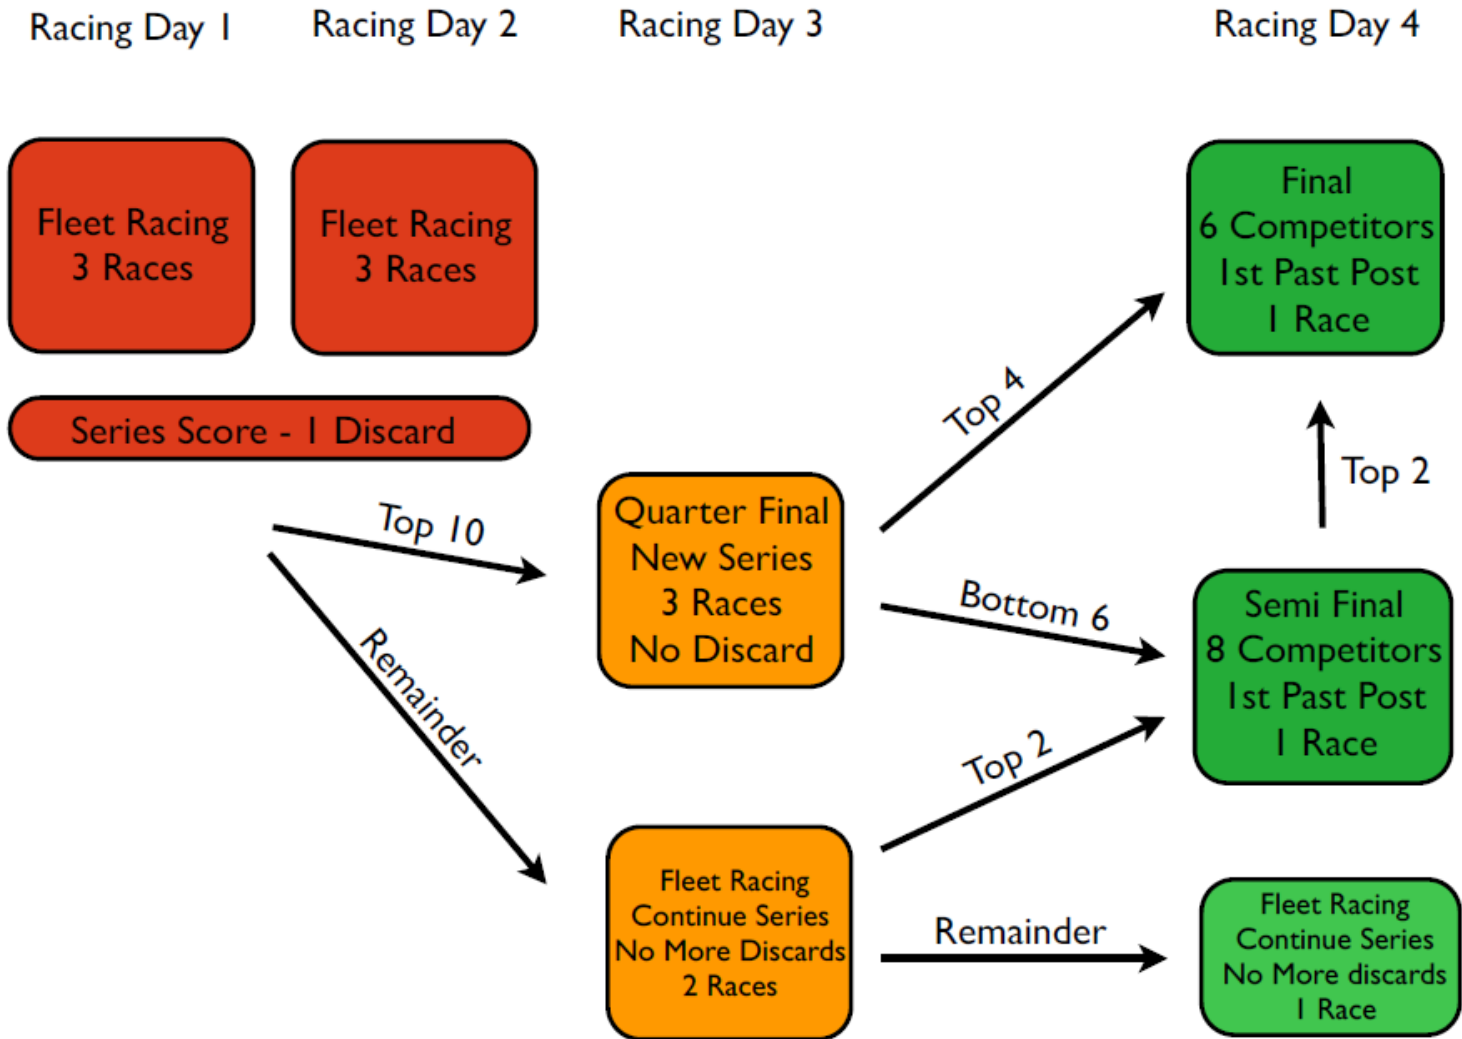 Racing Day 1
Racing Day 2
Racing Day 3
Racing Day 4
Fleet Racing
3 Races
Fleet Racing
3 Races
Series Score - 1 Discard
Top 10
Remainder
Quarter Final
New Series
3 Races
No Discard
Fleet Racing
Continue Series
No More Discards
2 Races
Top 4
Bottom 6
Top 2
Remainder
Final
6 Competitors
1st Past Post
1 Race
Top 2
Semi Final
8 Competitors
1st Past Post
1 Race
Fleet Racing
Continue Series
No More discards
1 Race